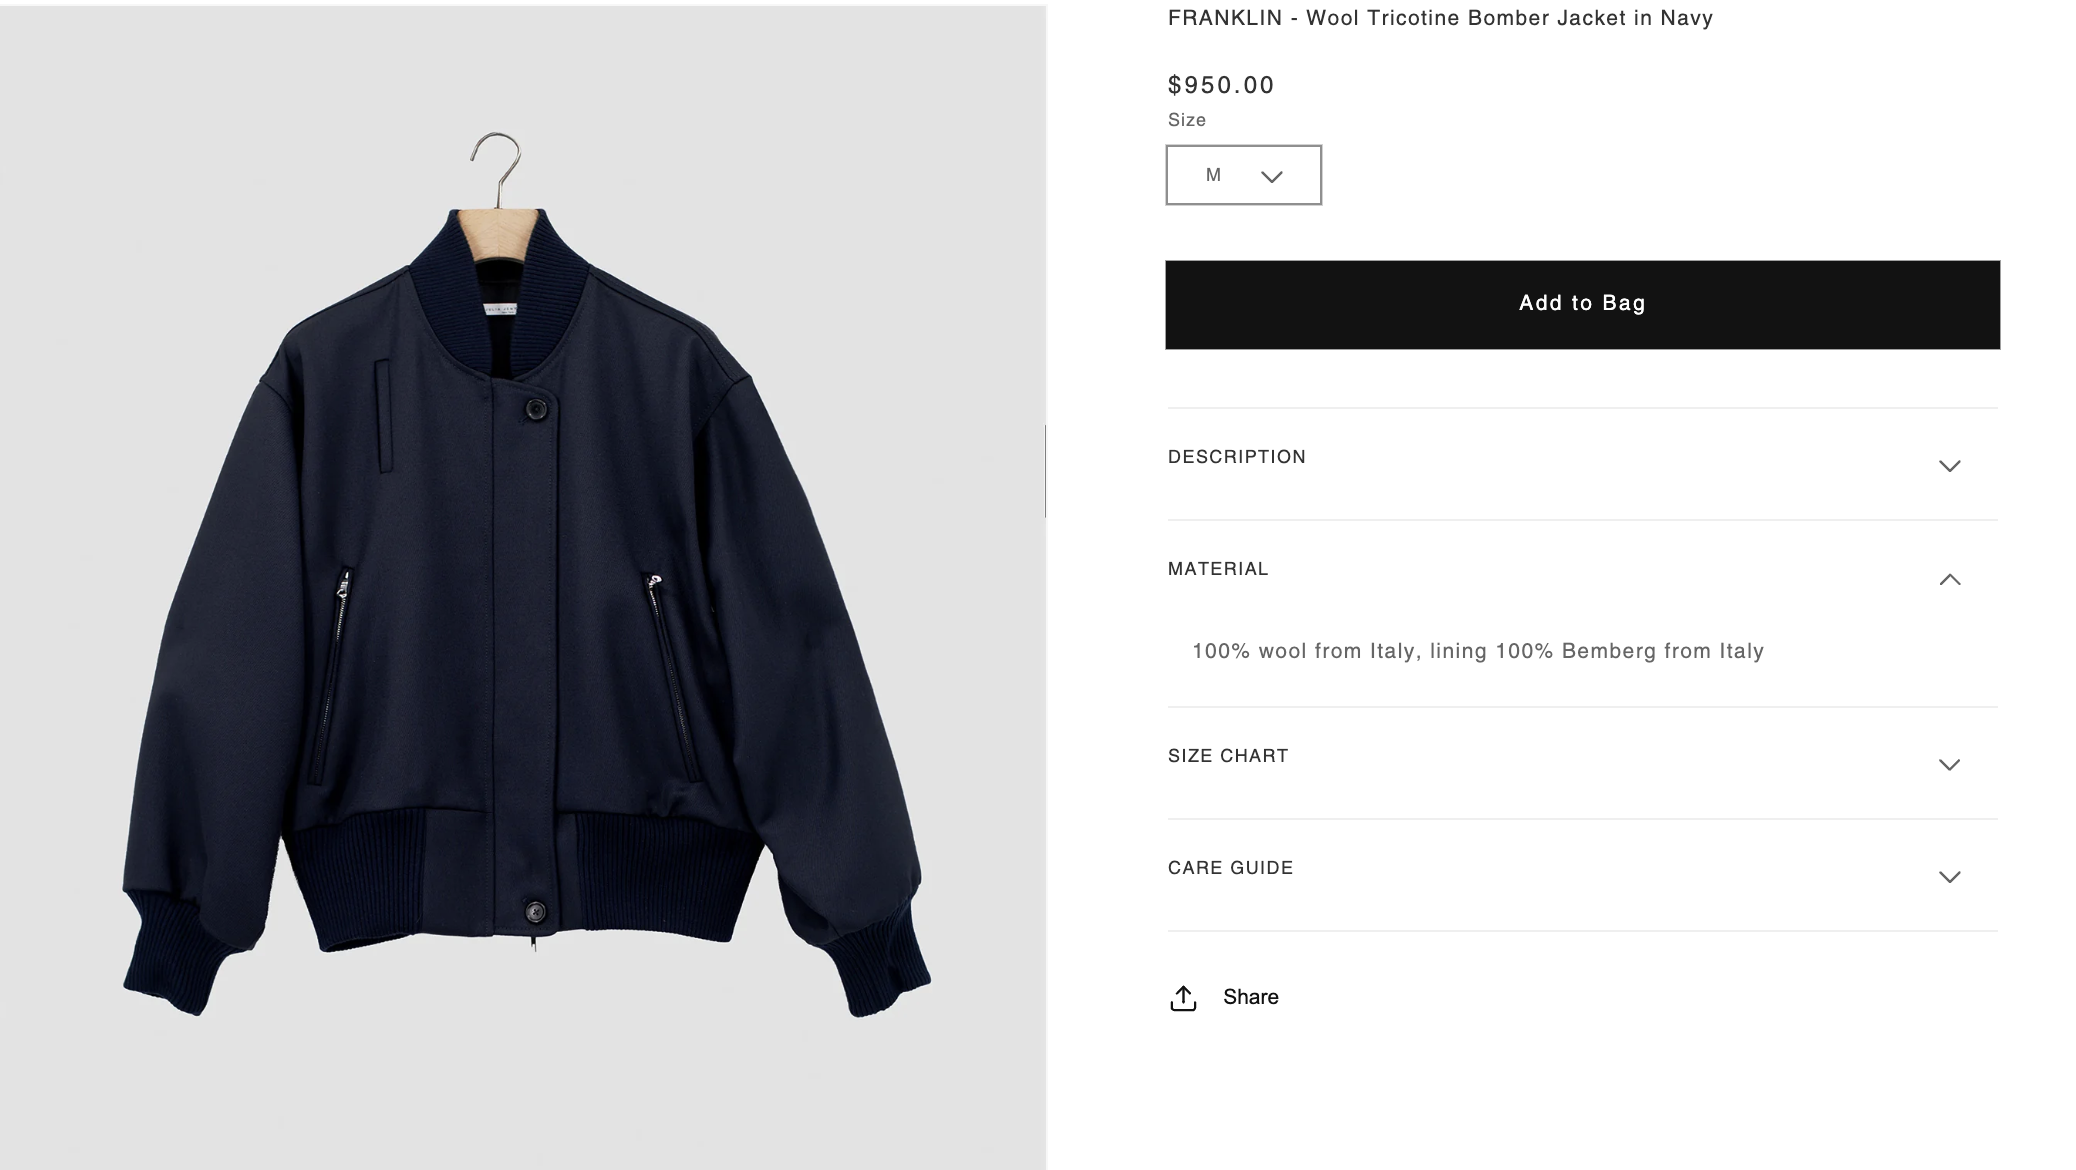 FRANKLIN - Wool Tricotine Bomber Jacket in Navy
$950.00
Size
M
Add to Bag
DESCRIPTION
MATERIAL
100% wool from Italy, lining 100% Bemberg from Italy
SIZE CHART
CARE GUIDE
Share